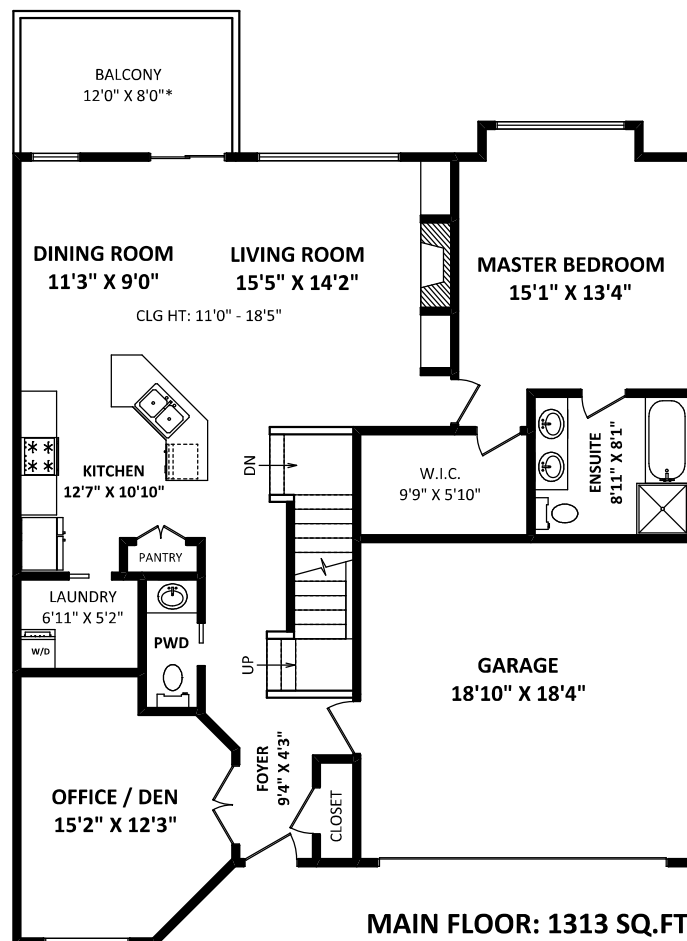 BALCONY
12'0" X 8'0"*
DINING ROOM
11'3" X 9'0"
LIVING ROOM
15'5" X 14'2"
CLG HT: 11'0" - 18'5"
MASTER BEDROOM
15'1" X 13'4"
KITCHEN
12'7" X 10'10"
DN
W.I.C.
9'9" X 5'10"
ENSUITE
8'11" X 8'1"
PANTRY
LAUNDRY
6'11" X 5'2"
W/D
PWD
UP
GARAGE
18'10" X 18'4"
FOYER
9'4" X 4'3"
OFFICE / DEN
15'2" X 12'3"
CLOSET
MAIN FLOOR: 1313 SQ.FT